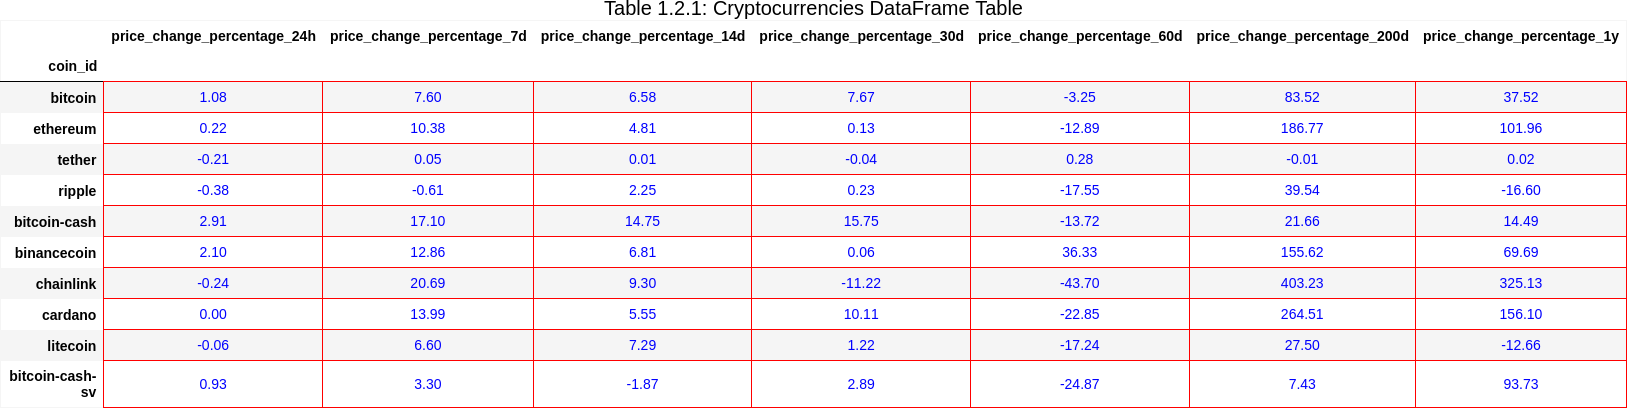 Table 1.2.1: Cryptocurrencies DataFrame Table
price_change_percentage_24h price_change_percentage_7d price_change_percentage_14d price_change_percentage_30d price_change_percentage_60d price_change_percentage_200d price_change_percentage_1y
coin_id
bitcoin 1.08 7.60 6.58 7.67 -3.25 83.52 37.52
ethereum 0.22 10.38 4.81 0.13 -12.89 186.77 101.96
tether -0.21 0.05 0.01 -0.04 0.28 -0.01 0.02
ripple -0.38 -0.61 2.25 0.23 -17.55 39.54 -16.60
bitcoin-cash 2.91 17.10 14.75 15.75 -13.72 21.66 14.49
binancecoin 2.10 12.86 6.81 0.06 36.33 155.62 69.69
chainlink -0.24 20.69 9.30 -11.22 -43.70 403.23 325.13
cardano 0.00 13.99 5.55 10.11 -22.85 264.51 156.10
litecoin -0.06 6.60 7.29 1.22 -17.24 27.50 -12.66
bitcoin-cash-
sv 0.93 3.30 -1.87 2.89 -24.87 7.43 93.73